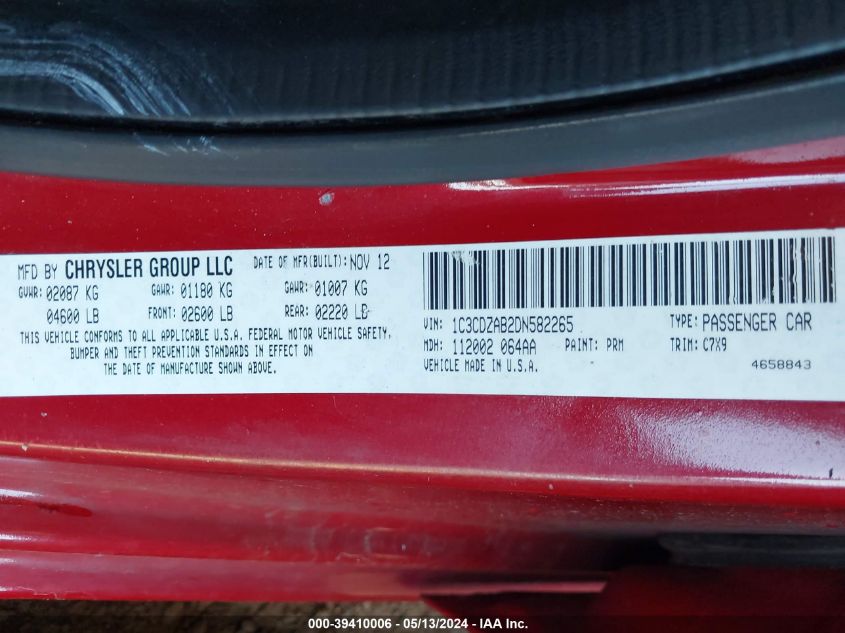 MFD BY CHRYSLER GROUP LLC DATE OF MFR(BUILT): NOV 12
GVWR: 02087 KG GAWR: 01180 KG GAWR: 01007 KG
04600 LB FRONT: 02600 LB REAR: 02220 LB
THIS VEHICLE CONFORMS TO ALL APPLICABLE U.S.A. FEDERAL MOTOR VEHICLE SAFETY,
BUMPER AND THEFT PREVENTION STANDARDS IN EFFECT ON
THE DATE OF MANUFACTURE SHOWN ABOVE.
VIN: 1C3CDZAB2DN582265 TYPE: PASSENGER CAR
MDH: 112002 064AA PAINT: PRM TRIM: C7X9
VEHICLE MADE IN U.S.A. 4658843
000-39410006 - 05/13/2024 - IAA Inc.